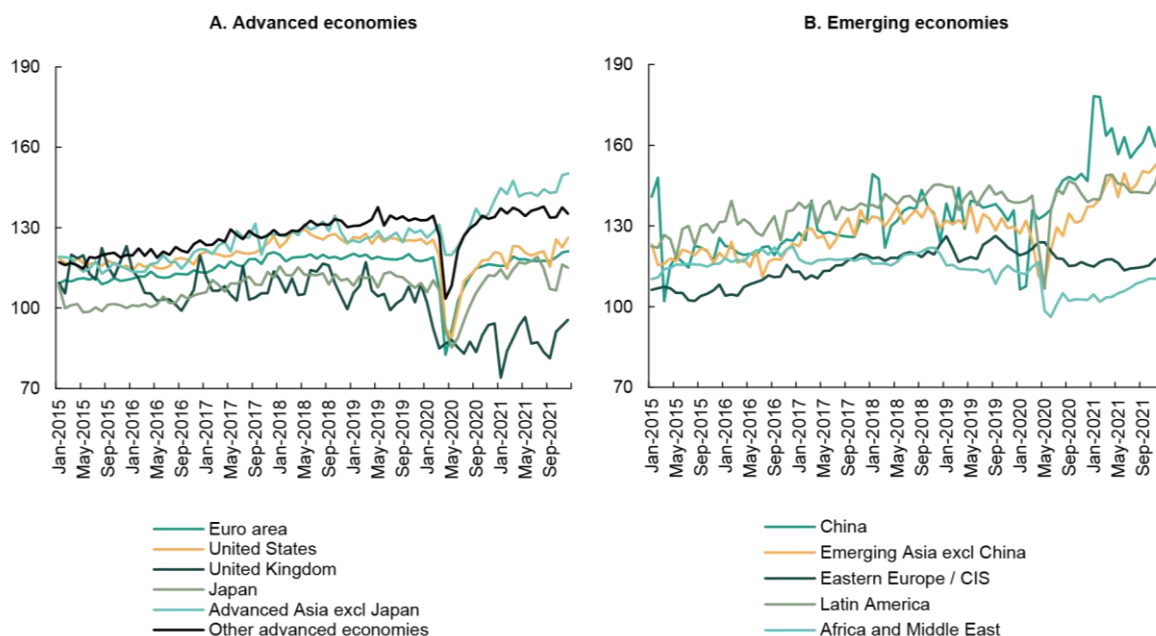 A. Advanced economies
190
160
130
100
70
Jan-2015
May-2015
Sep-2015
Jan-2016
May-2016
Sep-2016
Jan-2017
May-2017
Sep-2017
Jan-2018
May-2018
Sep-2018
Jan-2019
May-2019
Sep-2019
Jan-2020
May-2020
Sep-2020
Jan-2021
May-2021
Sep-2021
Euro area
United States
United Kingdom
Japan
Advanced Asia excl Japan
Other advanced economies
B. Emerging economies
190
160
130
100
70
Jan-2015
May-2015
Sep-2015
Jan-2016
May-2016
Sep-2016
Jan-2017
May-2017
Sep-2017
Jan-2018
May-2018
Sep-2018
Jan-2019
May-2019
Sep-2019
Jan-2020
May-2020
Sep-2020
Jan-2021
May-2021
Sep-2021
China
Emerging Asia excl China
Eastern Europe / CIS
Latin America
Africa and Middle East